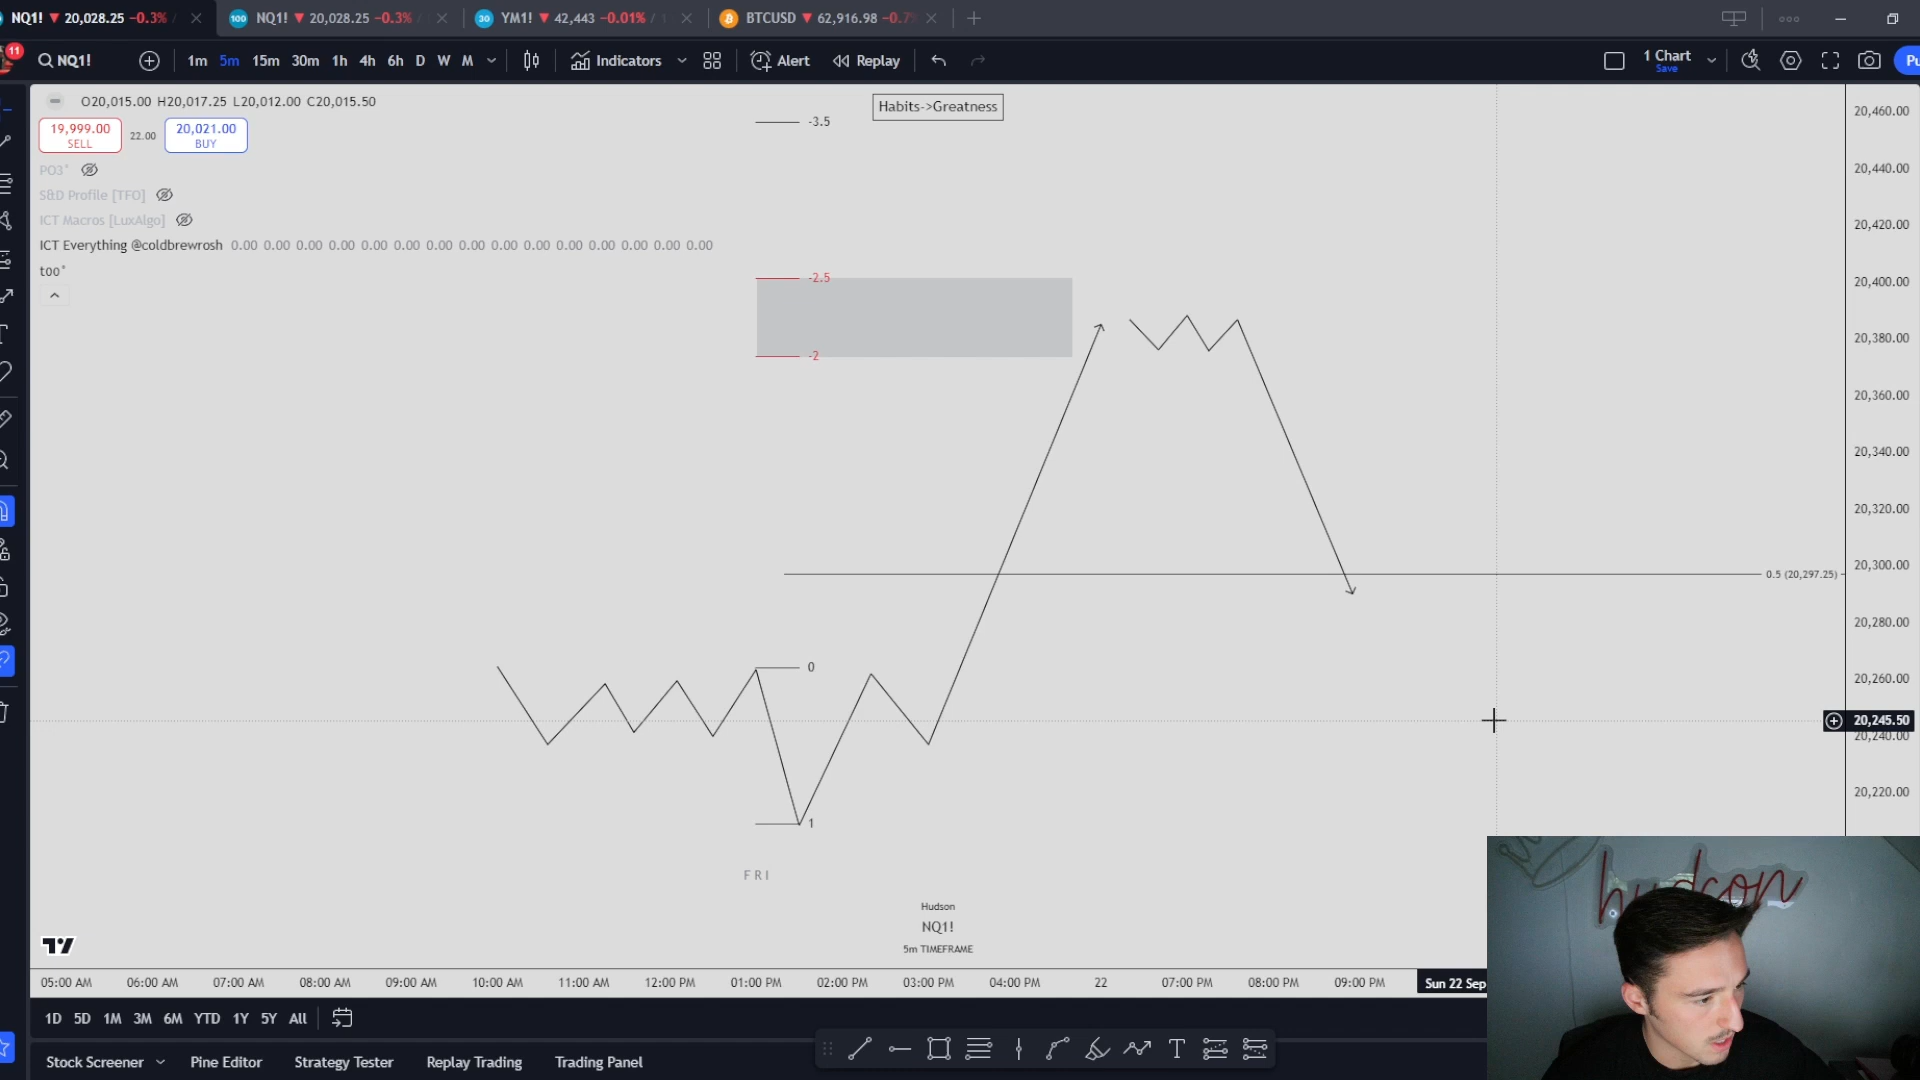 NQ1! ▼ 20,028.25 −0.3% /
100 NQ1! ▼ 20,028.25 −0.3% /
30 YM1! ▼ 42,443 −0.01% /
BTCUSD ▼ 62,916.98 −0.7
11
NQ1! 1m 5m 15m 30m 1h 4h 6h D W M Indicators Alert Replay 1 Chart Save Pu
O20,015.00 H20,017.25 L20,012.00 C20,015.50
19,999.00 SELL 22.00 20,021.00 BUY
PO3*
S&D Profile [TFO]
ICT Macros [LuxAlgo]
ICT Everything @coldbrewrosh 0.00 0.00 0.00 0.00 0.00 0.00 0.00 0.00 0.00 0.00 0.00 0.00 0.00 0.00 0.00
too*
Habits->Greatness
-3.5
-2.5
-2
0.5 (20,297.25)
0
1
FRI
Hudson
NQ1!
5m TIMEFRAME
20,460.00
20,440.00
20,420.00
20,400.00
20,380.00
20,360.00
20,340.00
20,320.00
20,300.00
20,280.00
20,260.00
20,245.50
20,240.00
20,220.00
hudson
05:00 AM 06:00 AM 07:00 AM 08:00 AM 09:00 AM 10:00 AM 11:00 AM 12:00 PM 01:00 PM 02:00 PM 03:00 PM 04:00 PM 22 07:00 PM 08:00 PM 09:00 PM Sun 22 Sep
1D 5D 1M 3M 6M YTD 1Y 5Y All
Stock Screener Pine Editor Strategy Tester Replay Trading Trading Panel